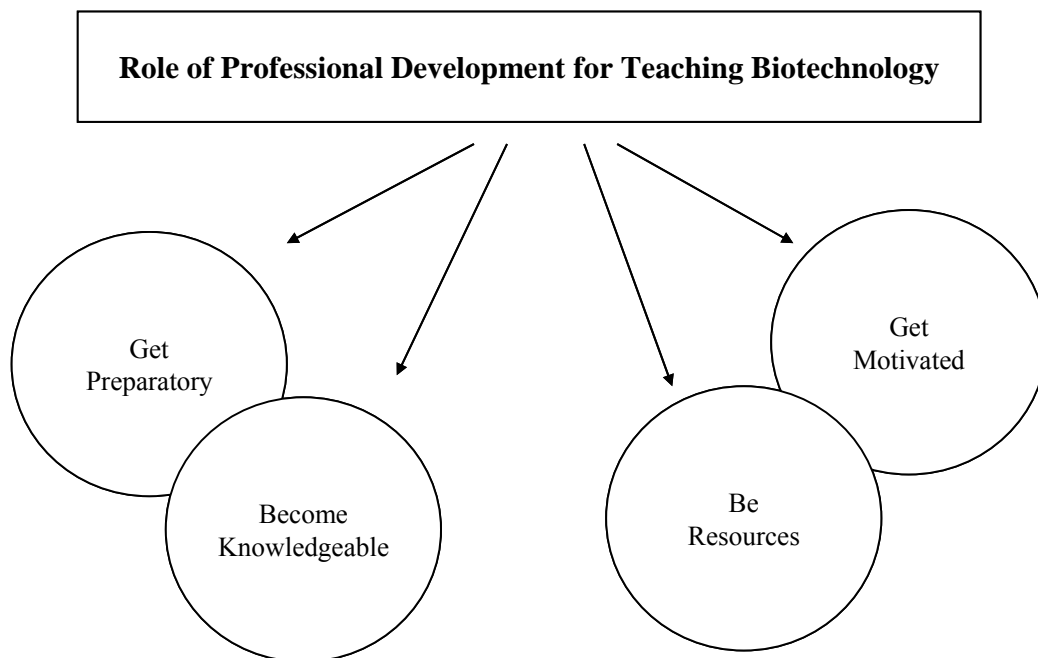 Role of Professional Development for Teaching Biotechnology
Get
Preparatory
Become
Knowledgeable
Be
Resources
Get
Motivated